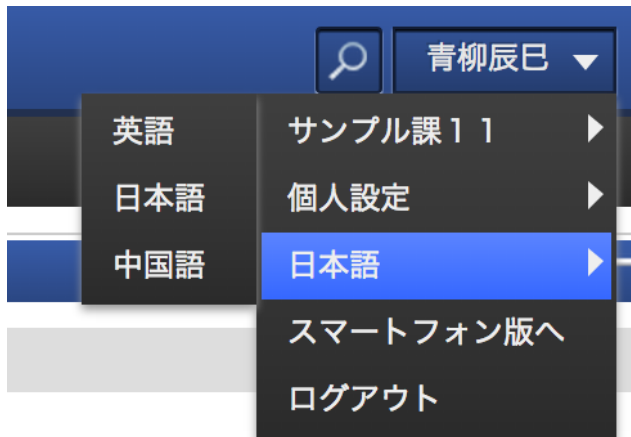 青柳辰巳
英語
日本語
中国語
サンプル課11
個人設定
日本語
スマートフォン版へ
ログアウト